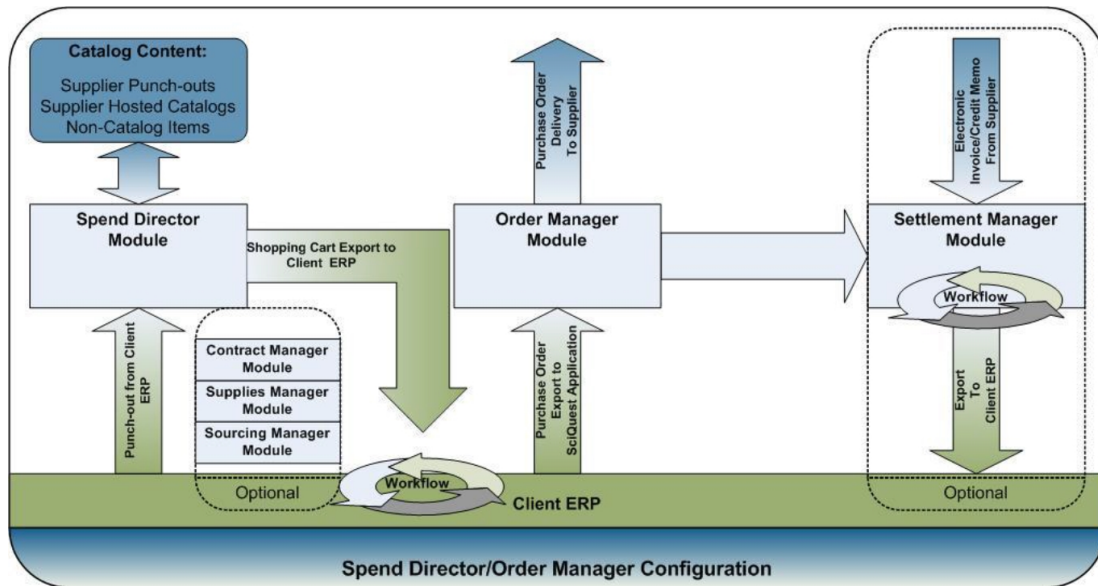 Catalog Content:
Supplier Punch-outs
Supplier Hosted Catalogs
Non-Catalog Items
Purchase Order
Delivery
To Supplier
Electronic
Invoice/Credit Memo
From Supplier
Spend Director
Module
Shopping Cart Export to
Client ERP
Order Manager
Module
Settlement Manager
Module
Workflow
Punch-out from Client
ERP
Contract Manager
Module
Supplies Manager
Module
Sourcing Manager
Module
Optional
Purchase Order
Export to
SciQuest Application
Export
To
Client ERP
Workflow
Client ERP
Optional
Spend Director/Order Manager Configuration